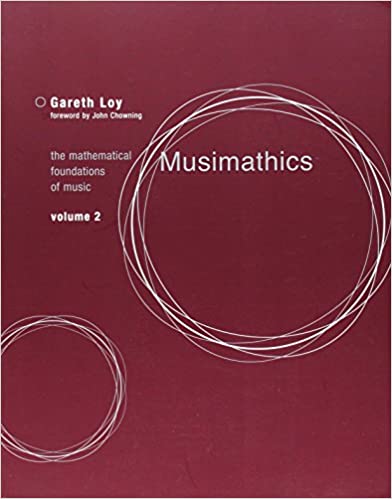 Gareth Loy
foreword by John Chowning
the mathematical
foundations
of music
Musimathics
volume 2